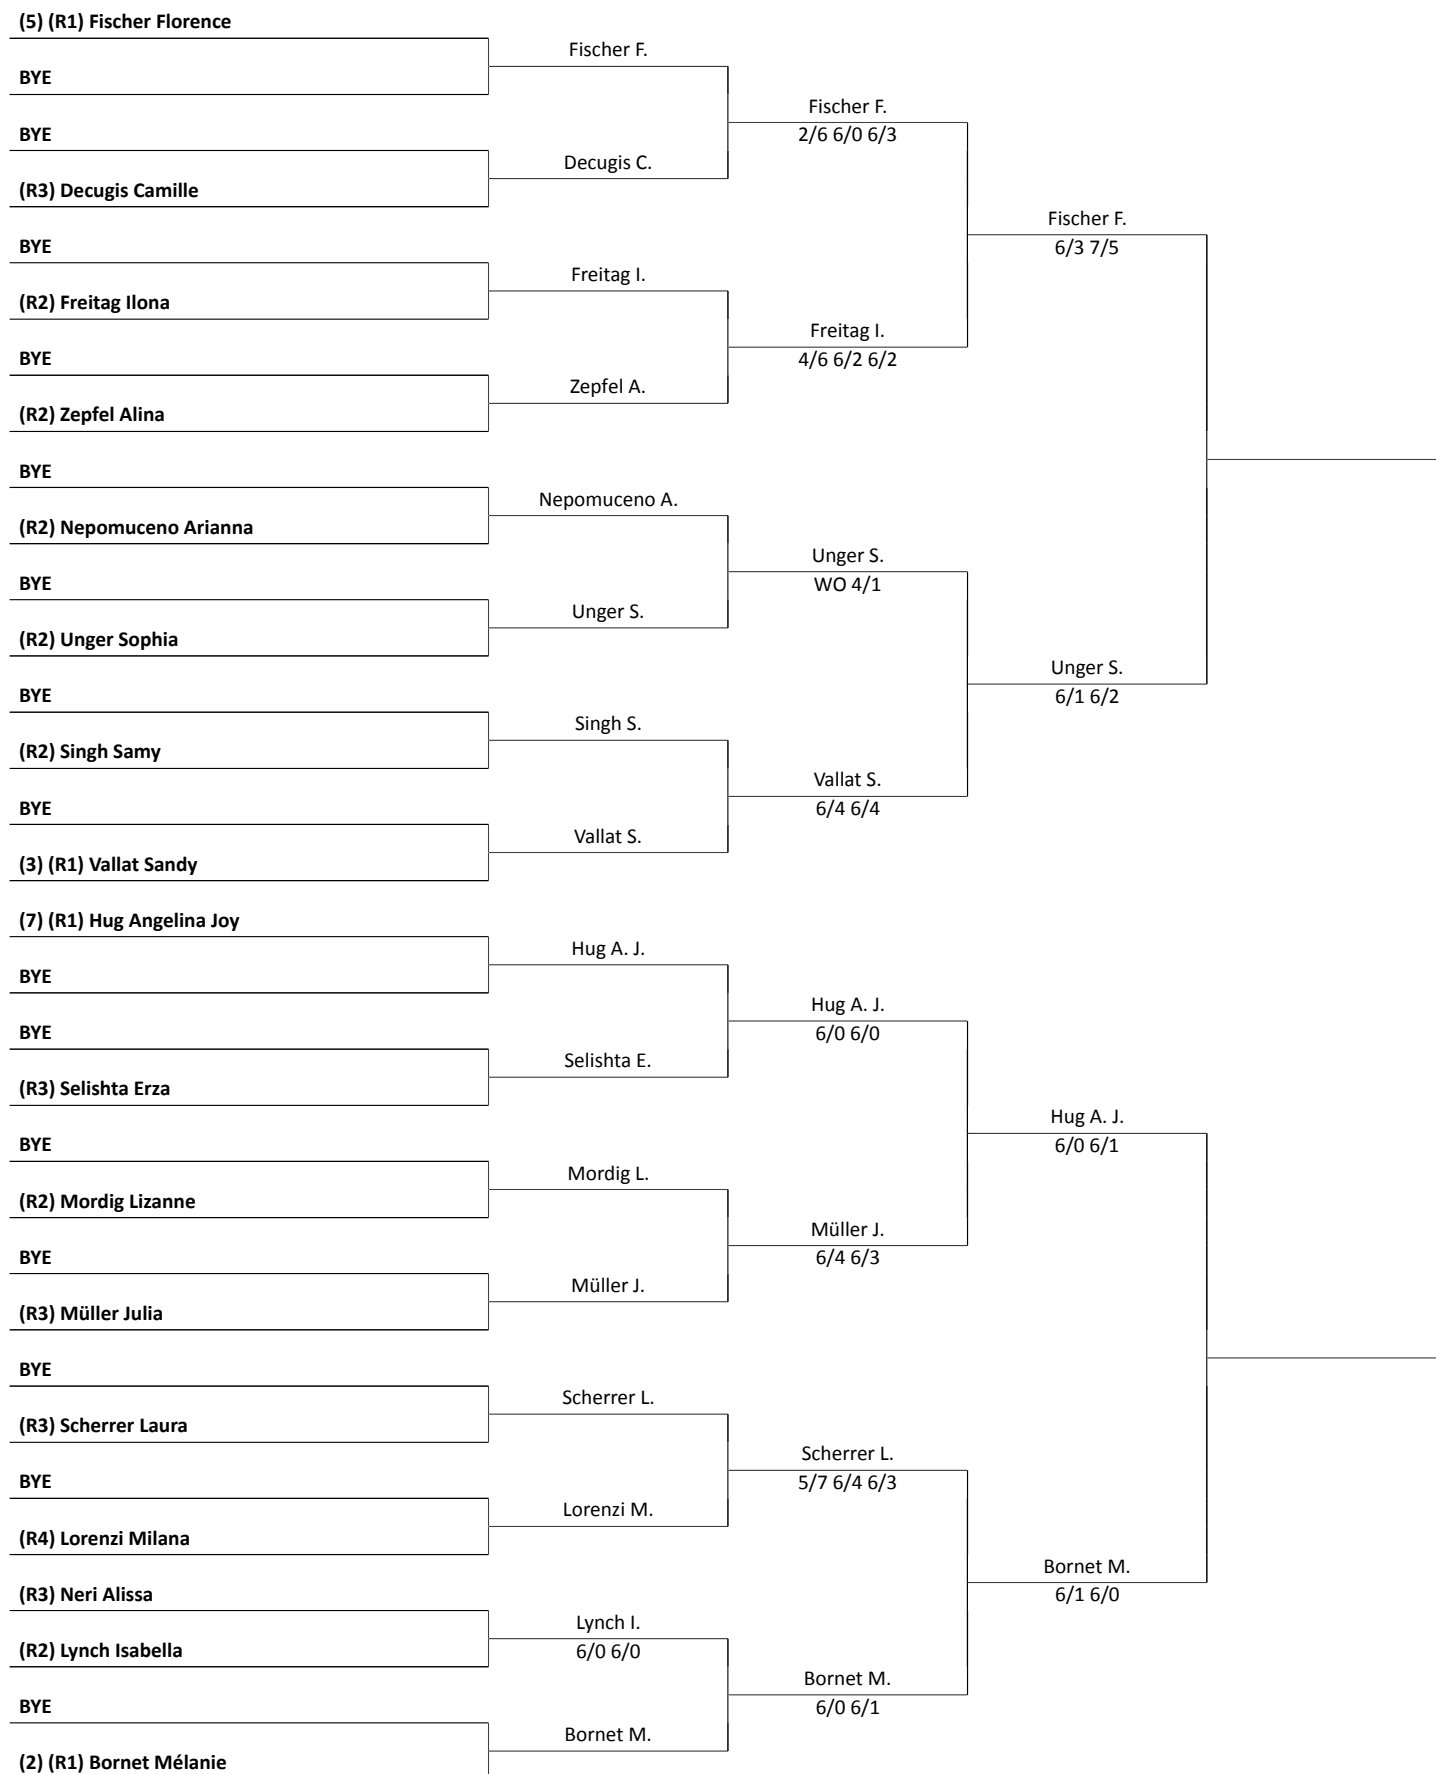 (5) (R1) Fischer Florence
Fischer F.
BYE
Fischer F.
2/6 6/0 6/3
BYE
Decugis C.
(R3) Decugis Camille
Fischer F.
6/3 7/5
BYE
Freitag I.
(R2) Freitag Ilona
Freitag I.
4/6 6/2 6/2
BYE
Zepfel A.
(R2) Zepfel Alina
BYE
Nepomuceno A.
(R2) Nepomuceno Arianna
Unger S.
WO 4/1
BYE
Unger S.
(R2) Unger Sophia
Unger S.
6/1 6/2
BYE
Singh S.
(R2) Singh Samy
Vallat S.
6/4 6/4
BYE
Vallat S.
(3) (R1) Vallat Sandy
(7) (R1) Hug Angelina Joy
Hug A. J.
BYE
Hug A. J.
6/0 6/0
BYE
Selishta E.
(R3) Selishta Erza
Hug A. J.
6/0 6/1
BYE
Mordig L.
(R2) Mordig Lizanne
Müller J.
6/4 6/3
BYE
Müller J.
(R3) Müller Julia
BYE
Scherrer L.
(R3) Scherrer Laura
Scherrer L.
5/7 6/4 6/3
BYE
Lorenzi M.
(R4) Lorenzi Milana
Bornet M.
6/1 6/0
(R3) Neri Alissa
Lynch I.
6/0 6/0
(R2) Lynch Isabella
Bornet M.
6/0 6/1
BYE
Bornet M.
(2) (R1) Bornet Mélanie